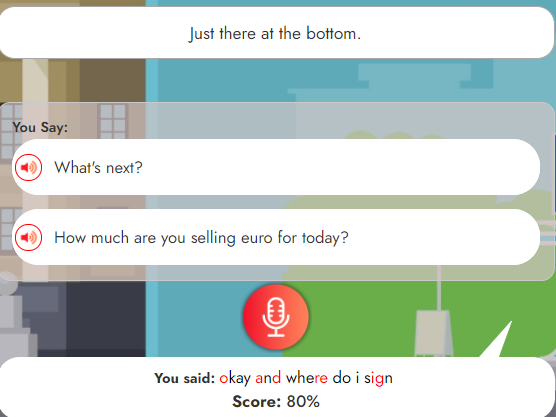 Just there at the bottom.
You Say:
What's next?
How much are you selling euro for today?
You said: okay and where do i sign
Score: 80%